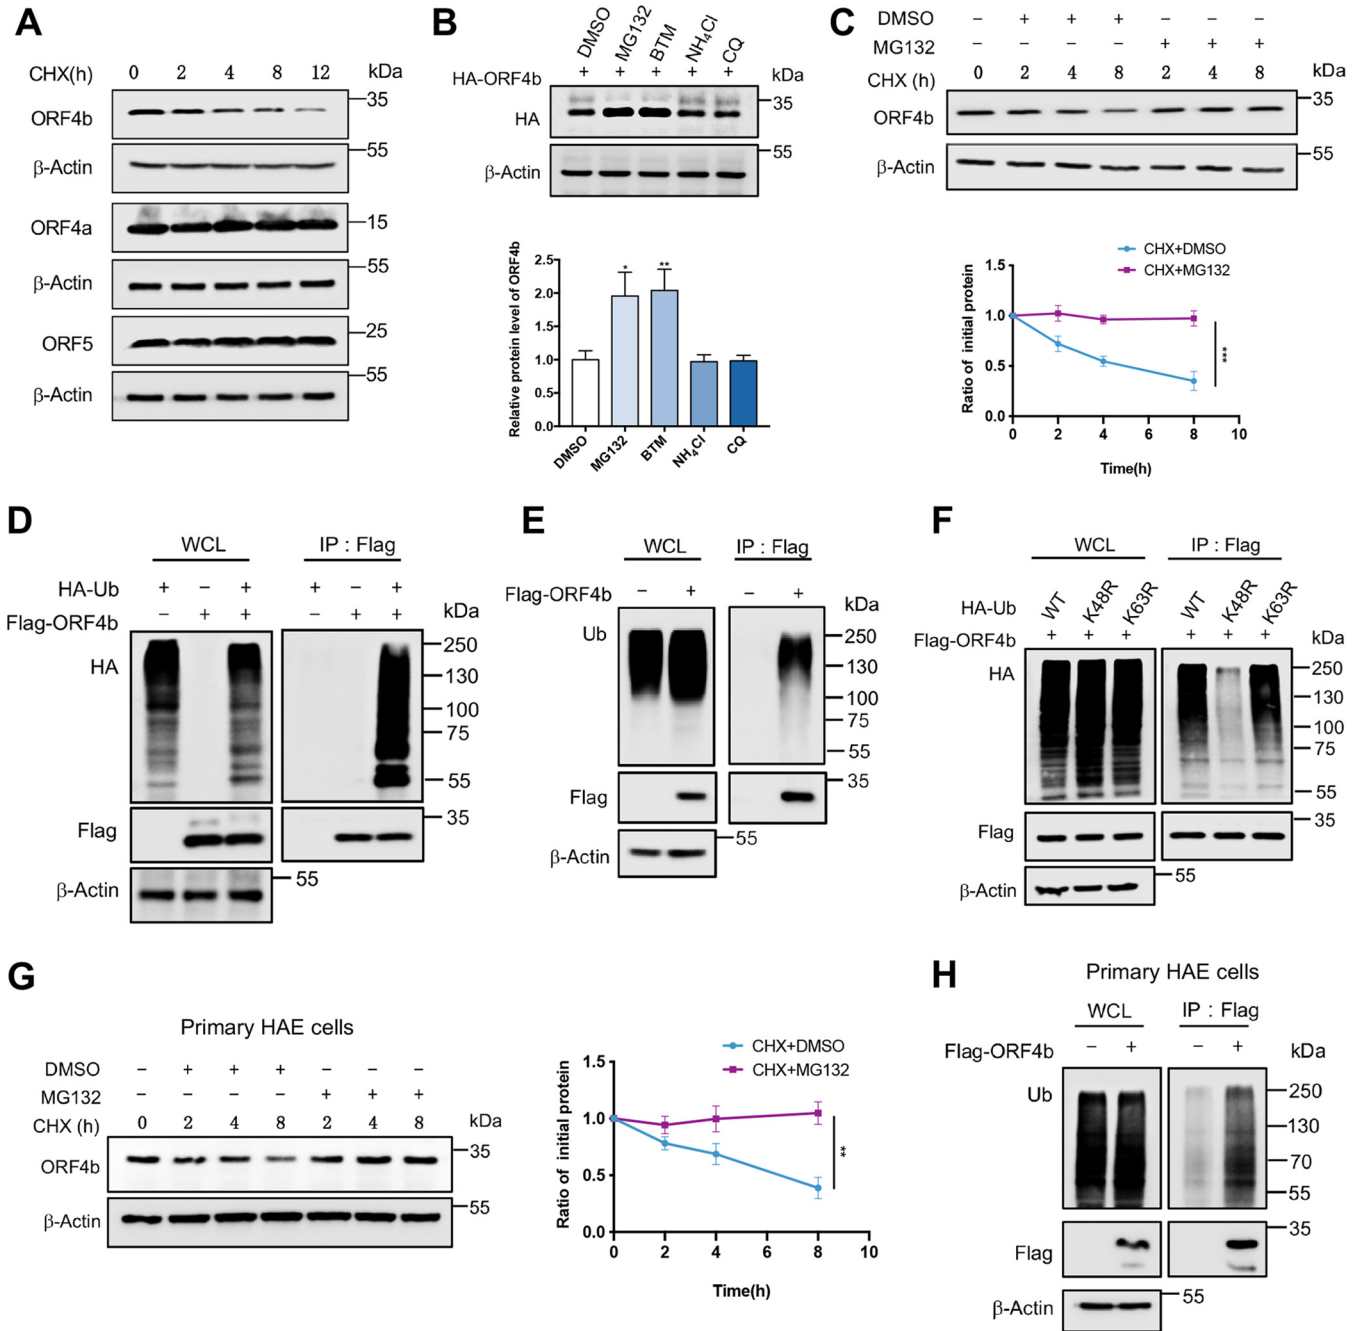 A
CHX(h) 0 2 4 8 12 kDa
ORF4b 35
β-Actin 55
ORF4a 15
β-Actin 55
ORF5 25
β-Actin 55
B
DMSO MG132 BTM NH₄Cl CQ
HA-ORF4b + + + + + kDa
HA 35
β-Actin 55
Relative protein level of ORF4b
2.5
2.0
1.5
1.0
0.5
0.0
* **
DMSO MG132 BTM NH₄Cl CQ
C
DMSO – + + + – – –
MG132 – – – – + + +
CHX (h) 0 2 4 8 2 4 8 kDa
ORF4b 35
β-Actin 55
CHX+DMSO
CHX+MG132
Ratio of initial protein
1.5
1.0
0.5
0.0
***
0 2 4 6 8 10
Time(h)
D
WCL IP : Flag
HA-Ub + – + + – +
Flag-ORF4b – + + – + + kDa
HA 250
130
100
75
55
Flag 35
β-Actin 55
E
WCL IP : Flag
Flag-ORF4b – + – + kDa
Ub 250
130
100
75
55
Flag 35
β-Actin 55
F
WCL IP : Flag
HA-Ub WT K48R K63R WT K48R K63R
Flag-ORF4b + + + + + + kDa
HA 250
130
100
75
55
Flag 35
β-Actin 55
G
Primary HAE cells
DMSO – + + + – – –
MG132 – – – – + + +
CHX (h) 0 2 4 8 2 4 8 kDa
ORF4b 35
β-Actin 55
CHX+DMSO
CHX+MG132
Ratio of initial protein
1.5
1.0
0.5
0.0
**
0 2 4 6 8 10
Time(h)
H
Primary HAE cells
WCL IP : Flag
Flag-ORF4b – + – + kDa
Ub 250
130
70
55
Flag 35
β-Actin 55